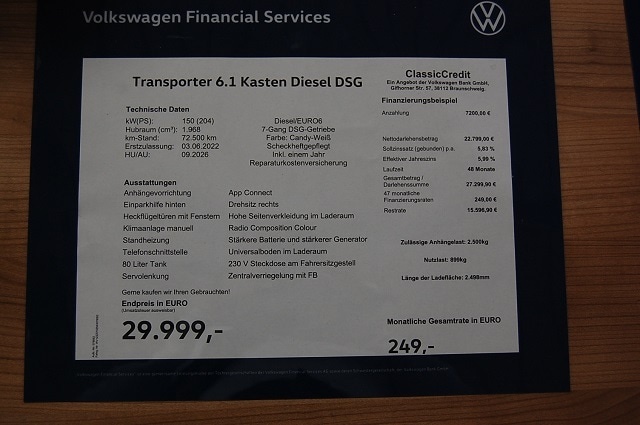 Volkswagen Financial Services
Transporter 6.1 Kasten Diesel DSG
Technische Daten
kW(PS): 150 (204) Diesel/EURO6
Hubraum (cm³): 1.968 7-Gang DSG-Getriebe
km-Stand: 72.500 km Farbe: Candy-Weiß
Erstzulassung: 03.06.2022 Scheckheftgepflegt
HU/AU: 09.2026 Inkl. einem Jahr
Reparaturkostenversicherung
Ausstattungen
Anhängevorrichtung App Connect
Einparkhilfe hinten Drehsitz rechts
Heckflügeltüren mit Fenstern Hohe Seitenverkleidung im Laderaum
Klimaanlage manuell Radio Composition Colour
Standheizung Stärkere Batterie und stärkerer Generator
Telefonschnittstelle Universalboden im Laderaum
80 Liter Tank 230 V Steckdose am Fahrersitzgestell
Servolenkung Zentralverriegelung mit FB
Gerne kaufen wir Ihren Gebrauchten!
Endpreis in EURO
(Umsatzsteuer ausweisbar)
29.999,-
ClassicCredit
Ein Angebot der Volkswagen Bank GmbH,
Gifhorner Str. 57, 38112 Braunschweig.
Finanzierungsbeispiel
Anzahlung 7200,00 €
Nettodarlehensbetrag 22.799,00 €
Sollzinssatz (gebunden) p.a. 5,83 %
Effektiver Jahreszins 5,99 %
Laufzeit 48 Monate
Gesamtbetrag /
Darlehenssumme 27.299,90 €
47 monatliche
Finanzierungsraten 249,00 €
Restrate 15.596,90 €
Zulässige Anhängelast: 2.500kg
Nutzlast: 899kg
Länge der Ladefläche: 2.498mm
Monatliche Gesamtrate in EURO
249,-